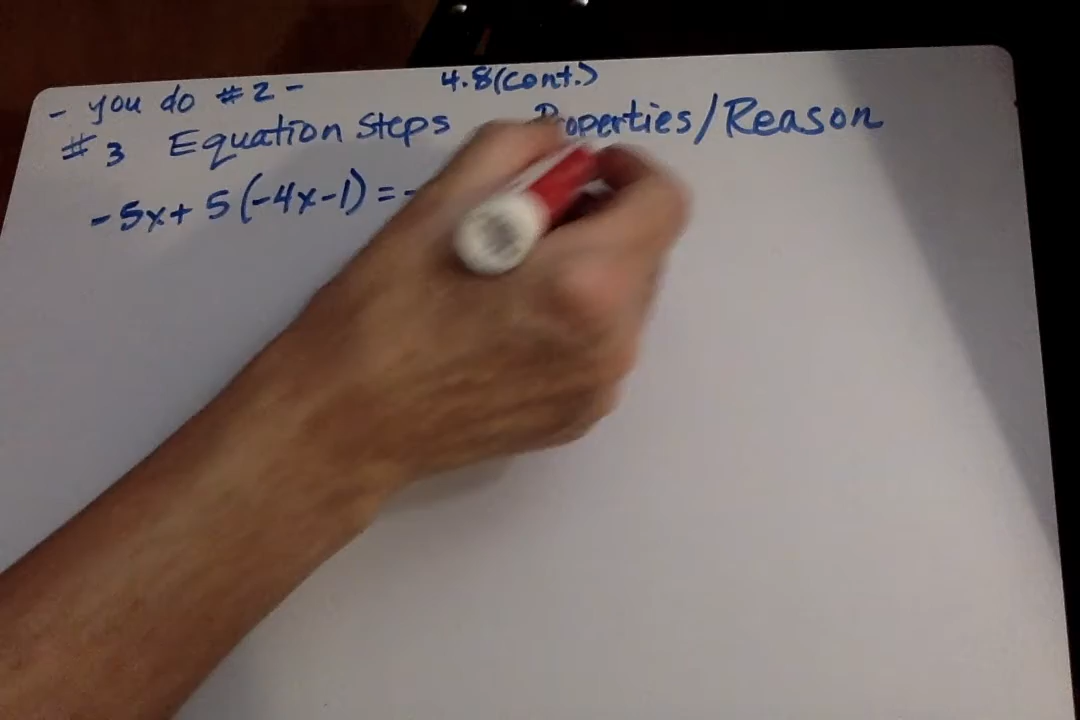 - you do #2 - 4.8(cont.)
#3 Equation Steps Properties/Reason
-5x+ 5(-4x-1)=-